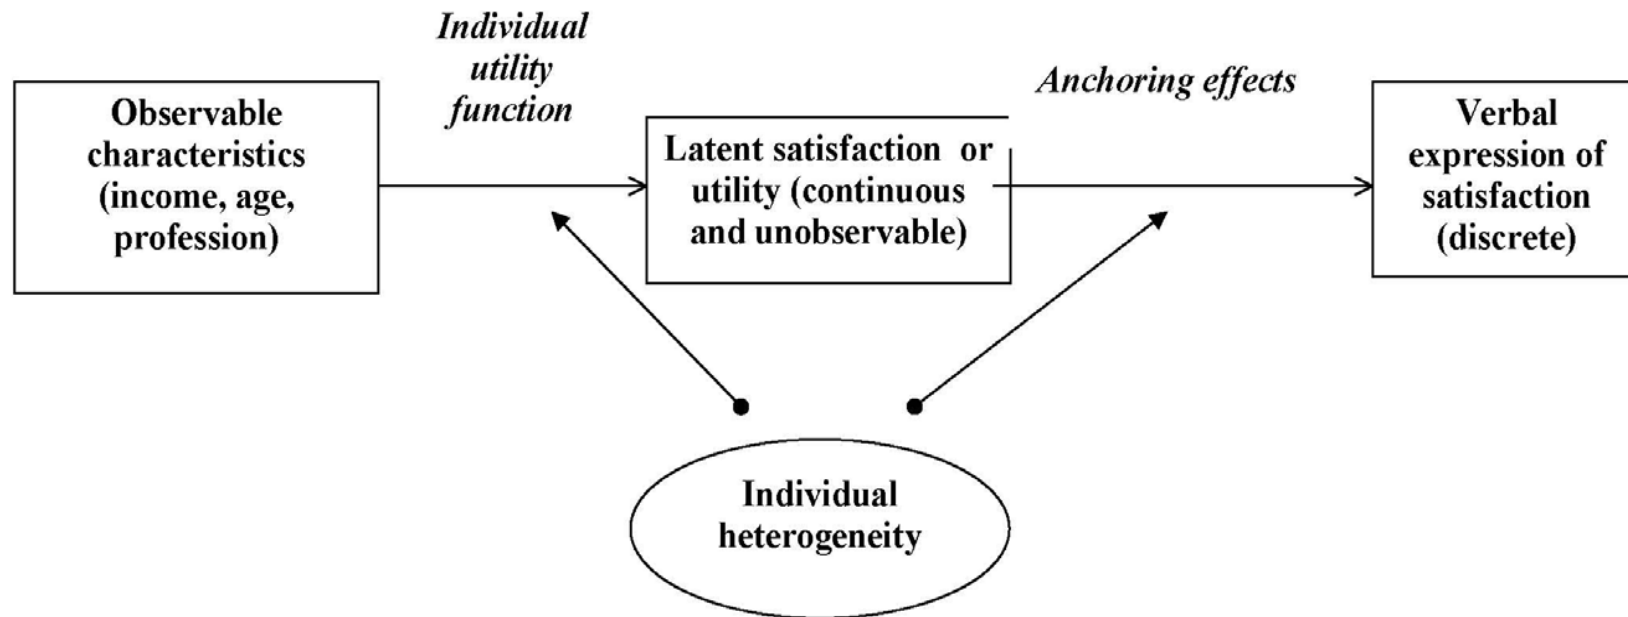 Individual
utility
function
Anchoring effects
Observable
characteristics
(income, age,
profession)
Latent satisfaction or
utility (continuous
and unobservable)
Verbal
expression of
satisfaction
(discrete)
Individual
heterogeneity